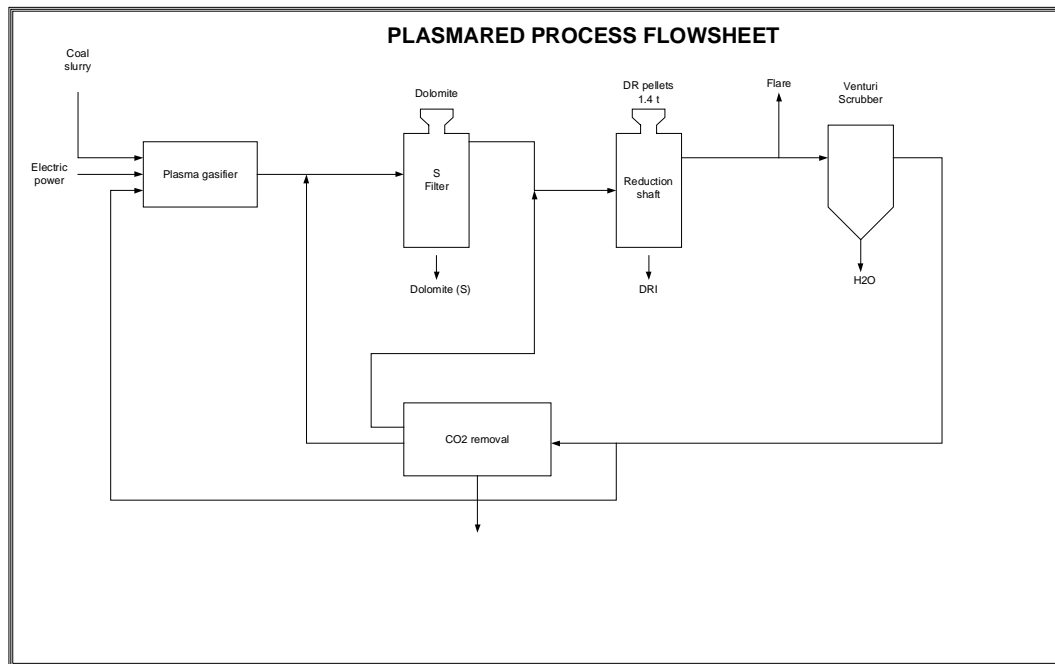 PLASMARED PROCESS FLOWSHEET
Coal
slurry
Dolomite
DR pellets
1.4 t
Flare
Venturi
Scrubber
Electric
power
Plasma gasifier
S
Filter
Reduction
shaft
Dolomite (S)
DRI
H2O
CO2 removal